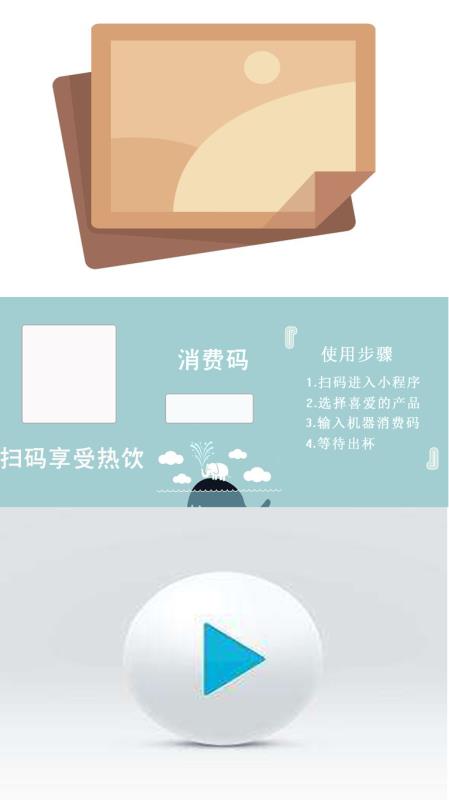 消费码
扫码享受热饮
使用步骤
1.扫码进入小程序
2.选择喜爱的产品
3.输入机器消费码
4.等待出杯